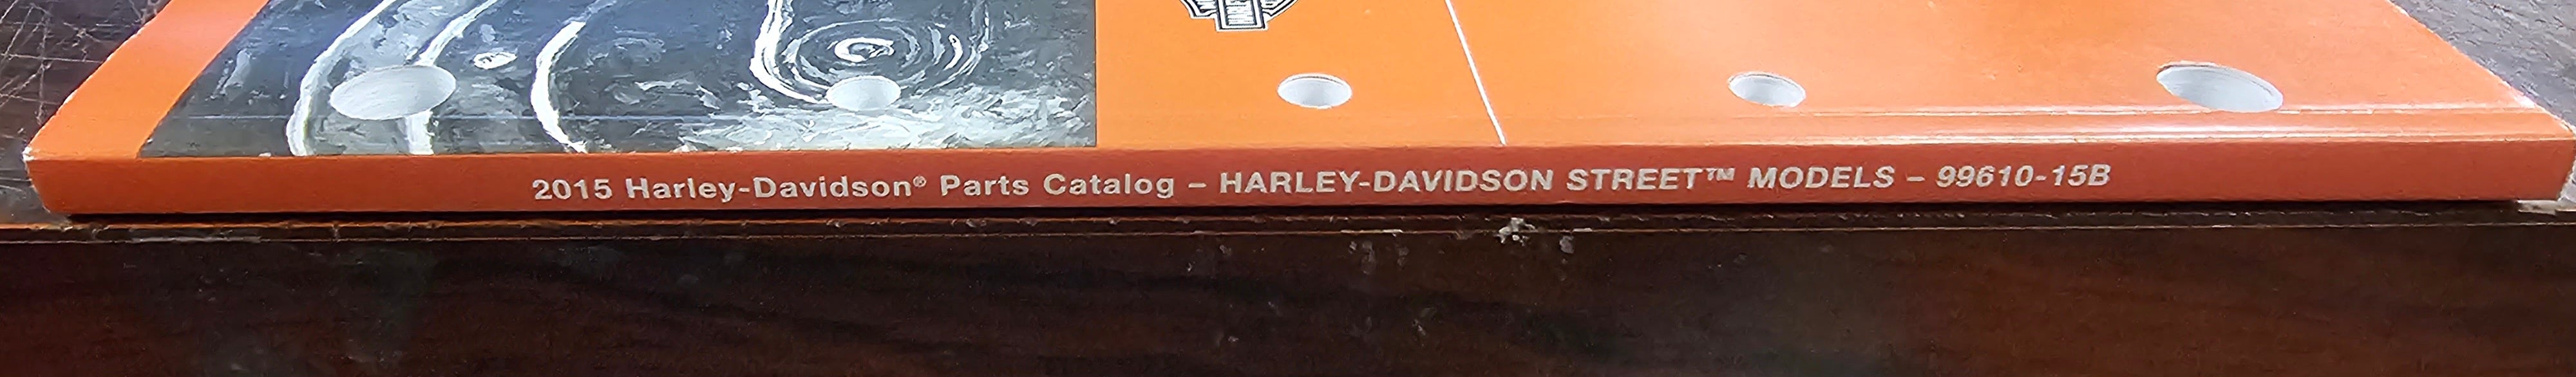 2015 Harley-Davidson® Parts Catalog – HARLEY-DAVIDSON STREET™ MODELS – 99610-15B